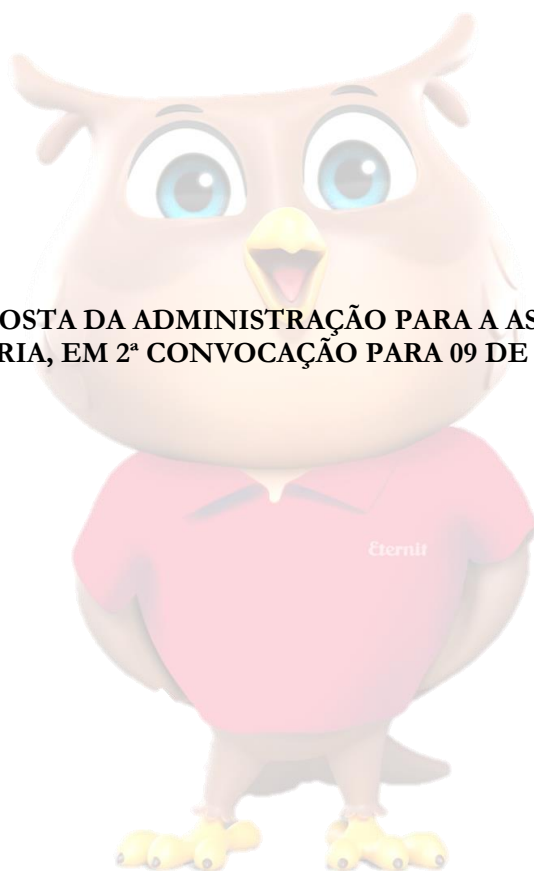 OSTA DA ADMINISTRAÇÃO PARA A AS
RIA, EM 2ª CONVOCAÇÃO PARA 09 DE
Eternit